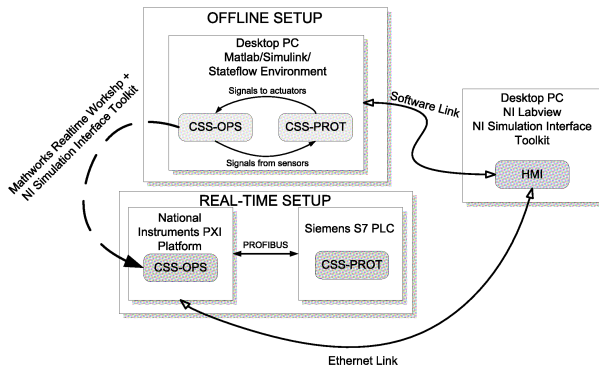 OFFLINE SETUP
Desktop PC
Matlab/Simulink/
Stateflow Environment
Signals to actuators
CSS-OPS
CSS-PROT
Signals from sensors
Mathworks Realtime Workshp +
NI Simulation Interface Toolkit
Software Link
Desktop PC
NI Labview
NI Simulation Interface
Toolkit
HMI
REAL-TIME SETUP
National
Instruments PXI
Platform
CSS-OPS
PROFIBUS
Siemens S7 PLC
CSS-PROT
Ethernet Link